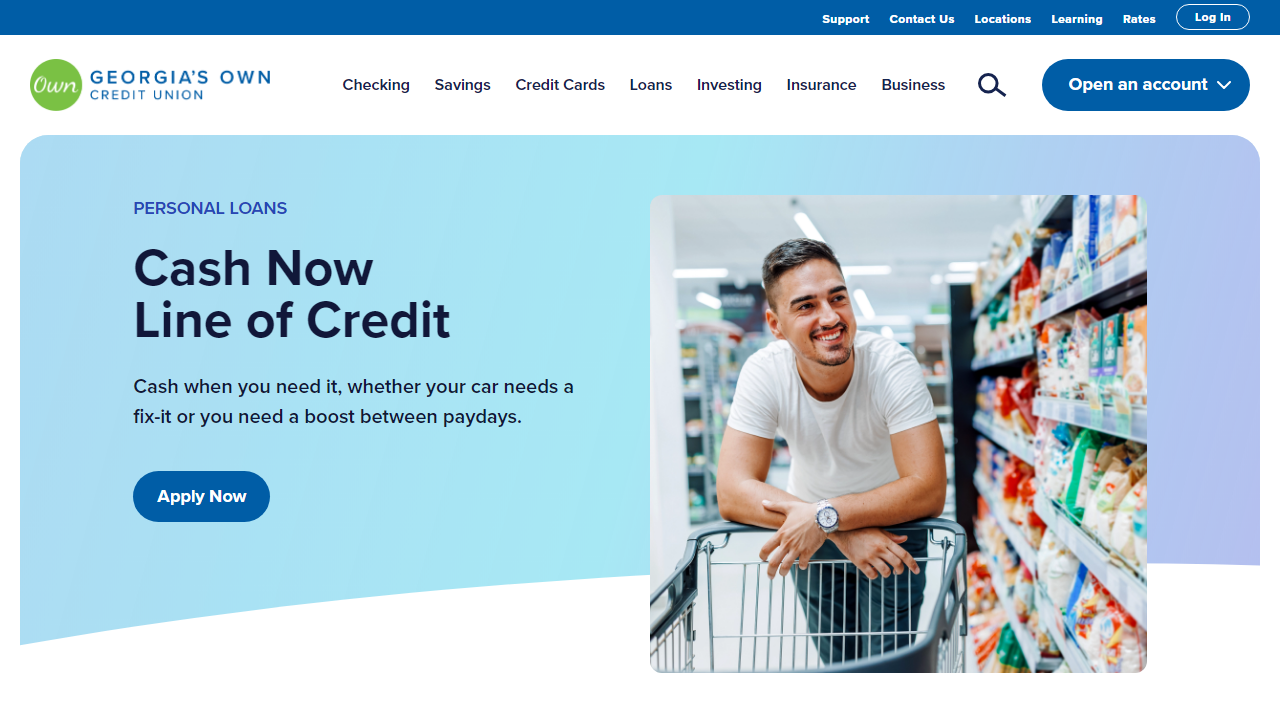 Support Contact Us Locations Learning Rates Log In
Own GEORGIA'S OWN
CREDIT UNION
Checking Savings Credit Cards Loans Investing Insurance Business Open an account
PERSONAL LOANS
Cash Now
Line of Credit
Cash when you need it, whether your car needs a
fix-it or you need a boost between paydays.
Apply Now